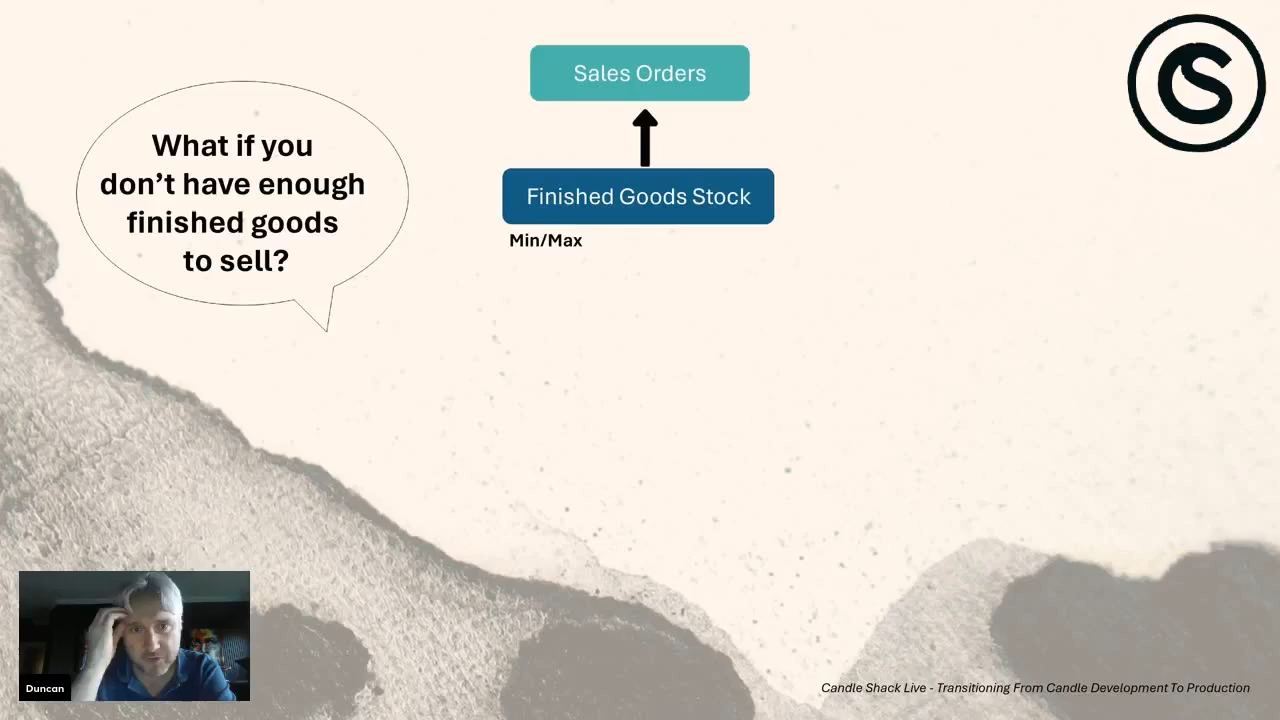 Sales Orders
What if you
don’t have enough
finished goods
to sell?
Finished Goods Stock
Min/Max
Duncan
Candle Shack Live - Transitioning From Candle Development To Production